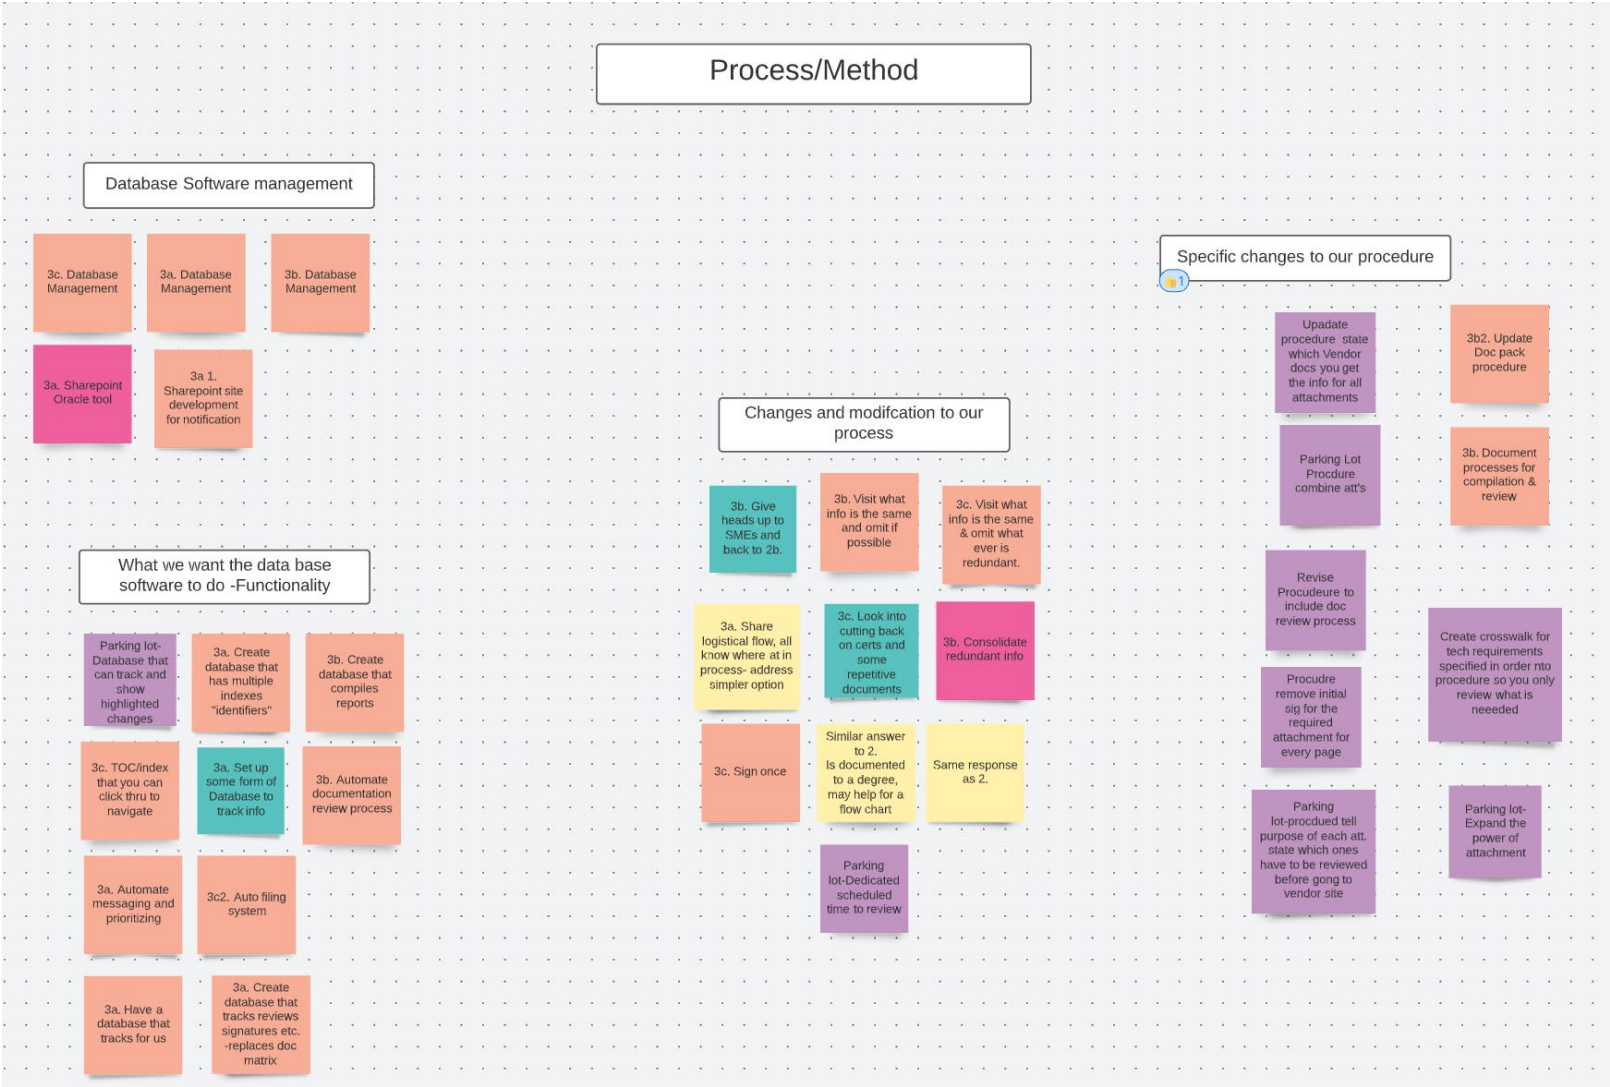 Process/Method
Database Software management
3c. Database
Management
3a. Database
Management
3b. Database
Management
3a. Sharepoint
Oracle tool
3a 1.
Sharepoint site
development
for notification
What we want the data base
software to do -Functionality
Parking lot-
Database that
can track and
show
highlighted
changes
3a. Create
database that
has multiple
indexes
"identifiers"
3b. Create
database that
compiles
reports
3c. TOC/index
that you can
click thru to
navigate
3a. Set up
some form of
Database to
track info
3b. Automate
documentation
review process
3a. Automate
messaging and
prioritizing
3c2. Auto filing
system
3a. Have a
database that
tracks for us
3a. Create
database that
tracks reviews
signatures etc.
-replaces doc
matrix
Changes and modifcation to our
process
3b. Give
heads up to
SMEs and
back to 2b.
3b. Visit what
info is the same
and omit if
possible
3c. Visit what
info is the same
& omit what
ever is
redundant.
3a. Share
logistical flow, all
know where at in
process- address
simpler option
3c. Look into
cutting back
on certs and
some
repetitive
documents
3b. Consolidate
redundant info
3c. Sign once
Similar answer
to 2.
Is documented
to a degree,
may help for a
flow chart
Same response
as 2.
Parking
lot-Dedicated
scheduled
time to review
Specific changes to our procedure
1
Upadate
procedure state
which Vendor
docs you get
the info for all
attachments
3b2. Update
Doc pack
procedure
Parking Lot
Procdure
combine att's
3b. Document
processes for
compilation &
review
Revise
Procudeure to
include doc
review process
Create crosswalk for
tech requirements
specified in order nto
procedure so you only
review what is
neeeded
Procudre
remove initial
sig for the
required
attachment for
every page
Parking
lot-procdued tell
purpose of each att.
state which ones
have to be reviewed
before gong to
vendor site
Parking lot-
Expand the
power of
attachment